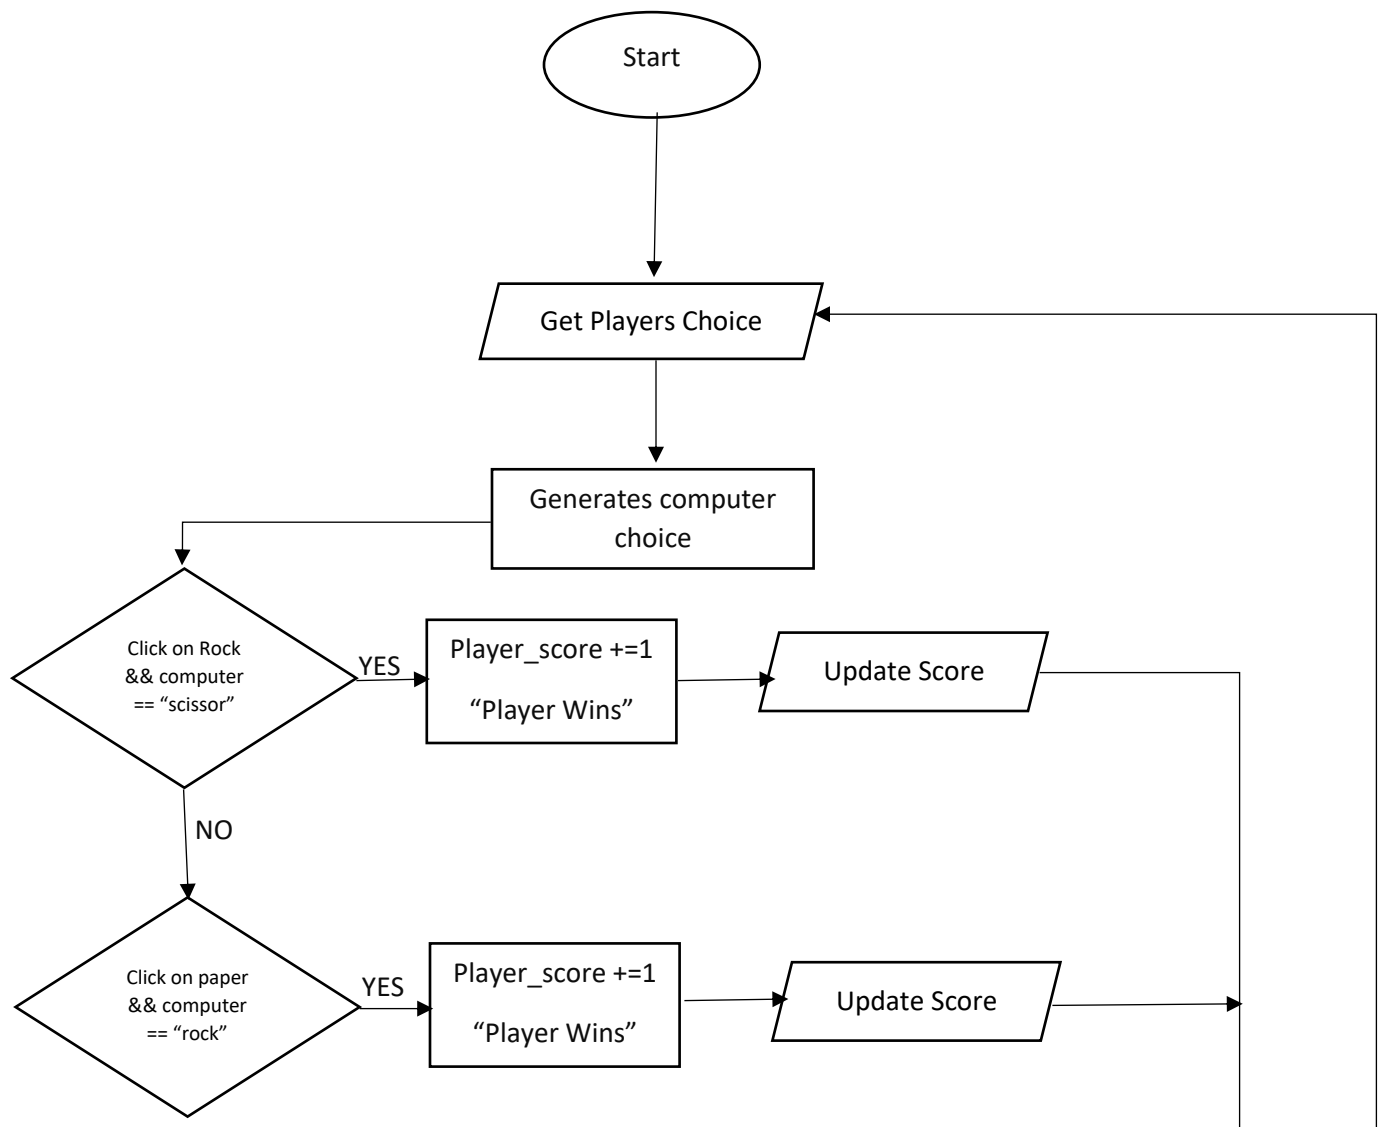 Start
Get Players Choice
Generates computer
choice
Click on Rock
&& computer
== “scissor”
YES
Player_score +=1
“Player Wins”
Update Score
NO
Click on paper
&& computer
== “rock”
YES
Player_score +=1
“Player Wins”
Update Score